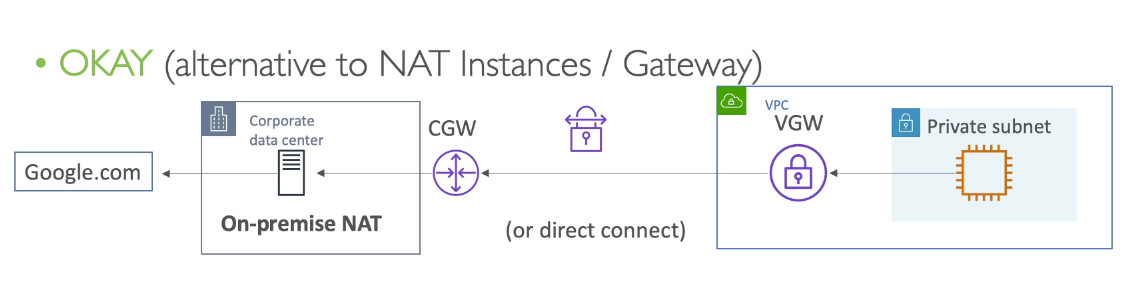 • OKAY (alternative to NAT Instances / Gateway)
Corporate
data center
CGW
VPC
VGW
Private subnet
Google.com
On-premise NAT
(or direct connect)